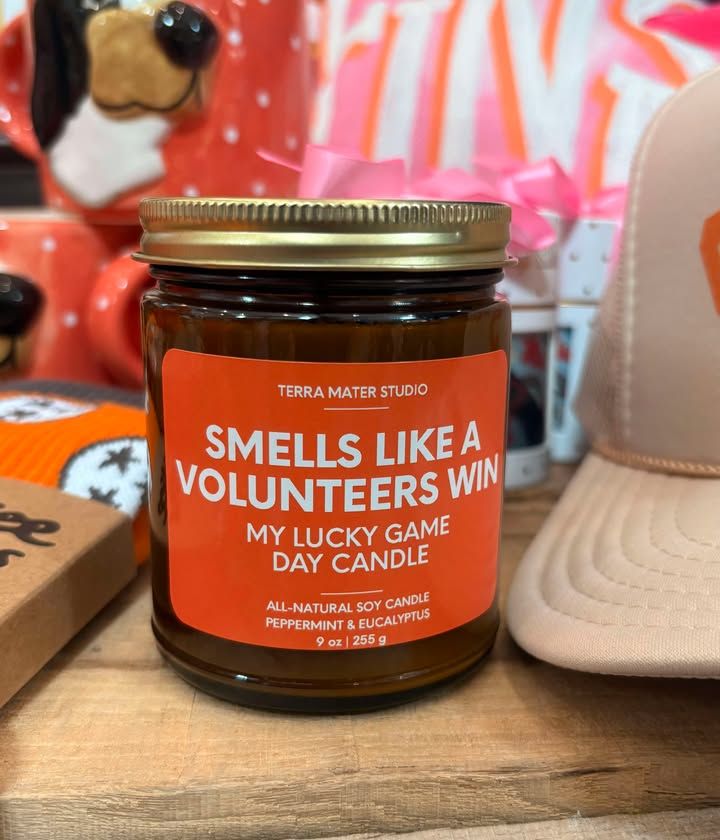 TERRA MATER STUDIO
SMELLS LIKE A
VOLUNTEERS WIN
MY LUCKY GAME
DAY CANDLE
ALL-NATURAL SOY CANDLE
PEPPERMINT & EUCALYPTUS
9 oz | 255 g